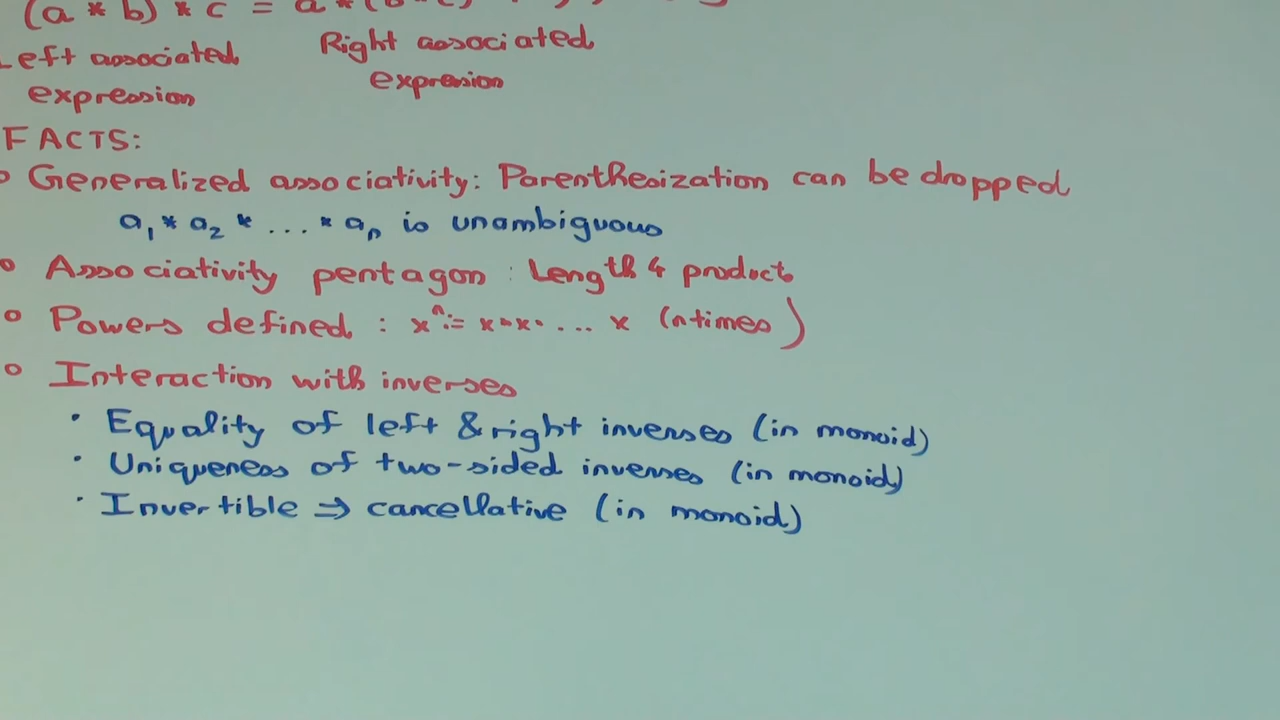 (a * b) * c = a * (
Left associated Right associated
expression expression
FACTS:
Generalized associativity: Parenthesization can be dropped
a₁ * a₂ * ... * aₙ is unambiguous
Associativity pentagon : Length 4 products
Powers defined : xⁿ := x * x * ... x (n times)
Interaction with inverses
• Equality of left & right inverses (in monoid)
• Uniqueness of two-sided inverses (in monoid)
• Invertible ⇒ cancellative (in monoid)